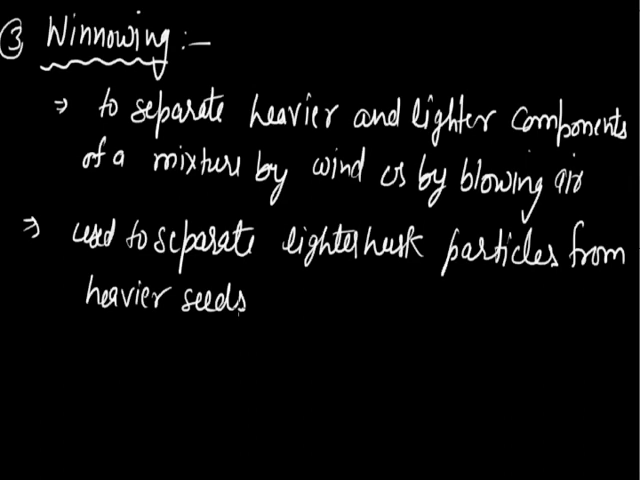 ③ Winnowing :-
⇒ to separate heavier and lighter components
of a mixture by wind or by blowing air
⇒ used to separate lighter husk particles from
heavier seeds